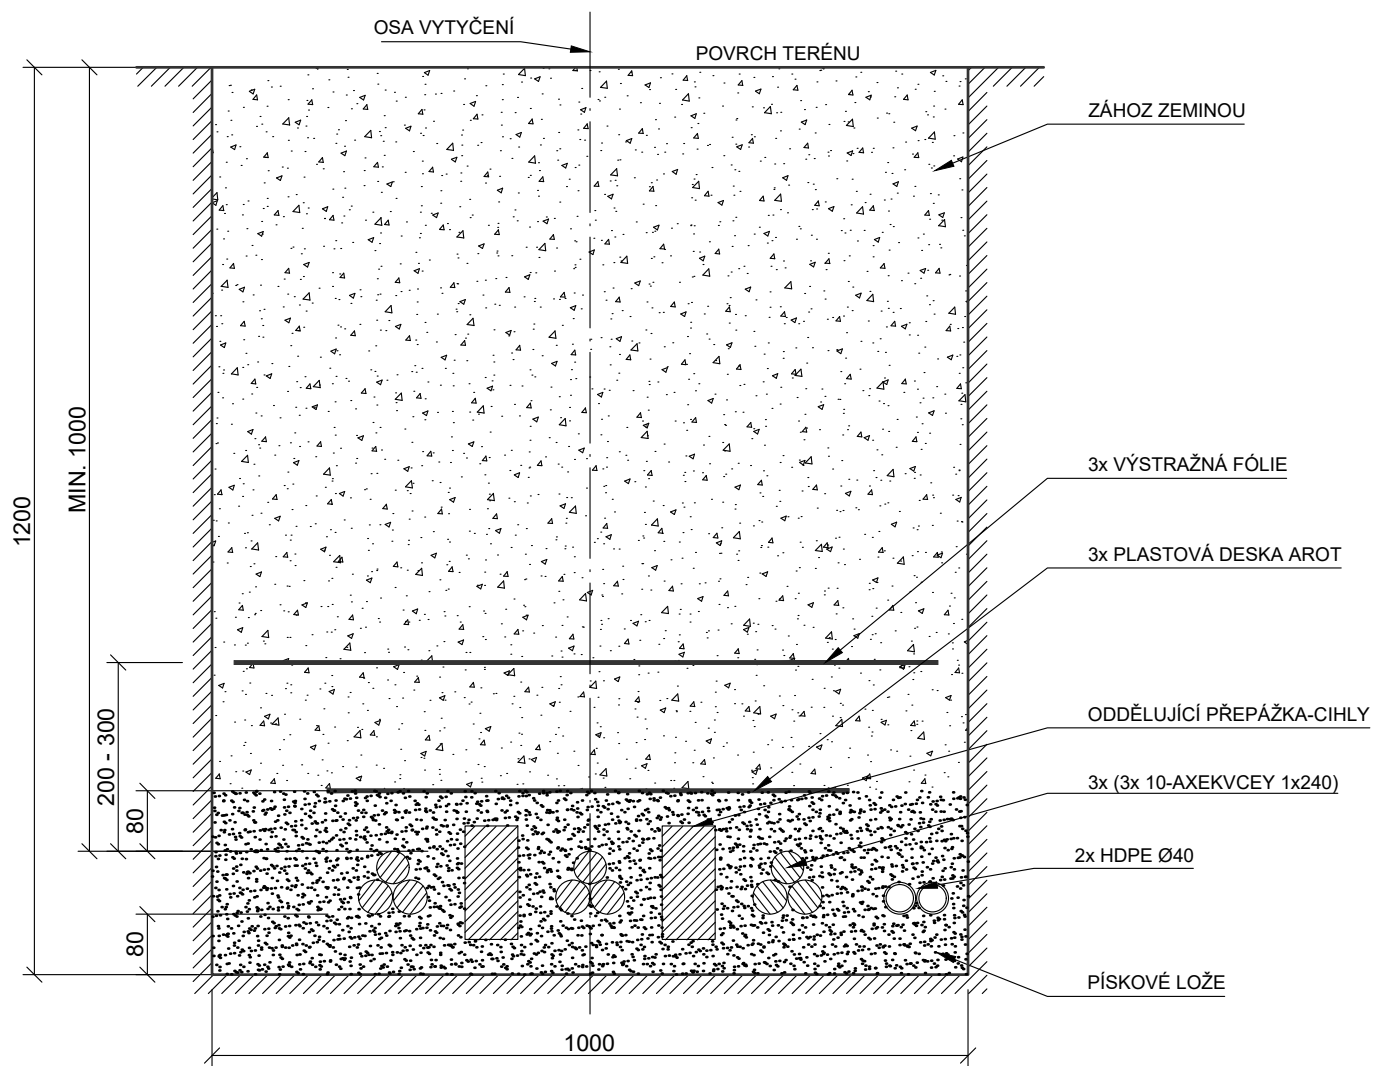 OSA VYTYČENÍ
POVRCH TERÉNU
ZÁHOZ ZEMINOU
3x VÝSTRAŽNÁ FÓLIE
3x PLASTOVÁ DESKA AROT
ODDĚLUJÍCÍ PŘEPÁŽKA-CIHLY
3x (3x 10-AXEKVCEY 1x240)
2x HDPE Ø40
PÍSKOVÉ LOŽE
1200
MIN. 1000
200 - 300
80
80
1000